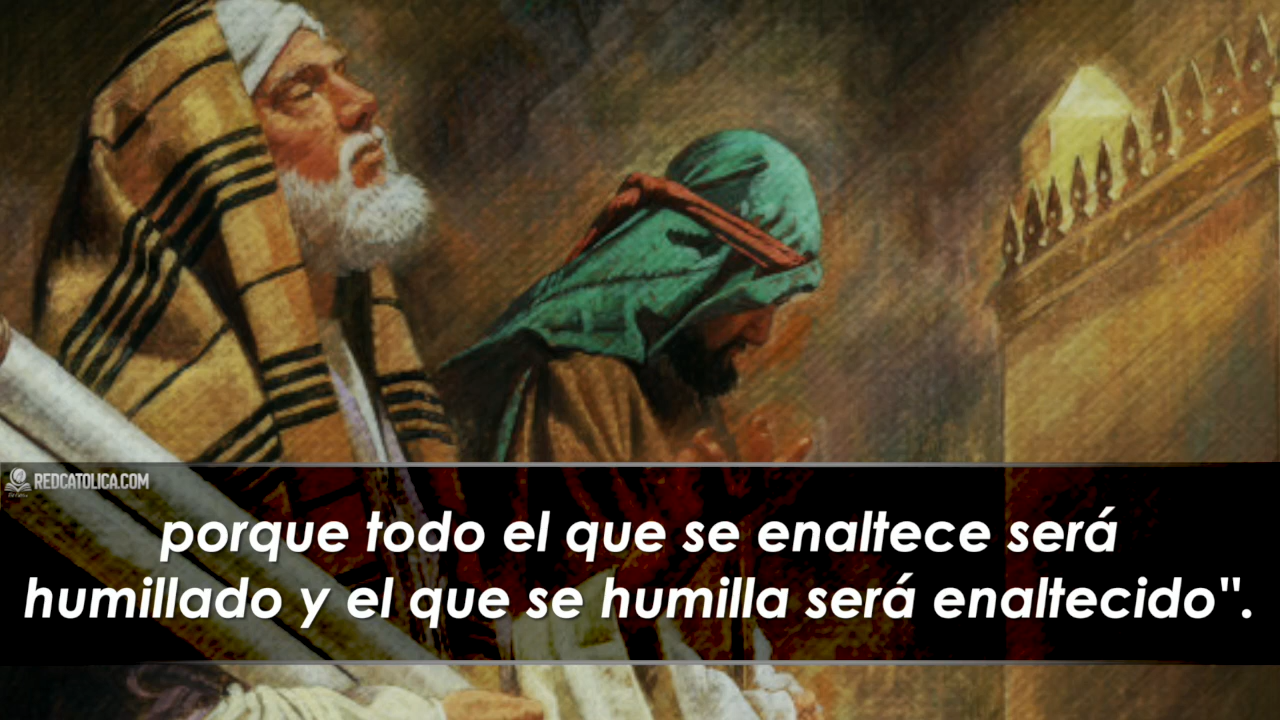 REDCATOLICA.COM
porque todo el que se enaltece será
humillado y el que se humilla será enaltecido".